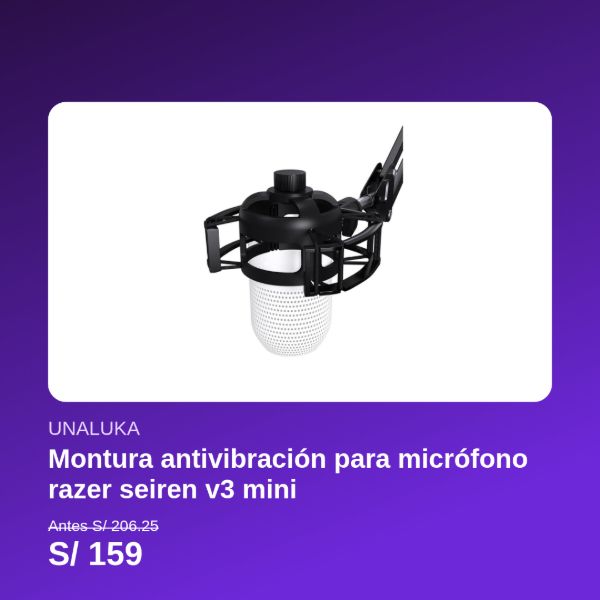 UNALUKA
Montura antivibración para micrófono
razer seiren v3 mini
Antes S/ 206.25
S/ 159